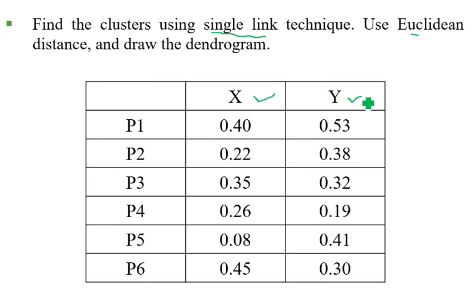 ▪ Find the clusters using single link technique. Use Euclidean
distance, and draw the dendrogram.
X Y
P1 0.40 0.53
P2 0.22 0.38
P3 0.35 0.32
P4 0.26 0.19
P5 0.08 0.41
P6 0.45 0.30